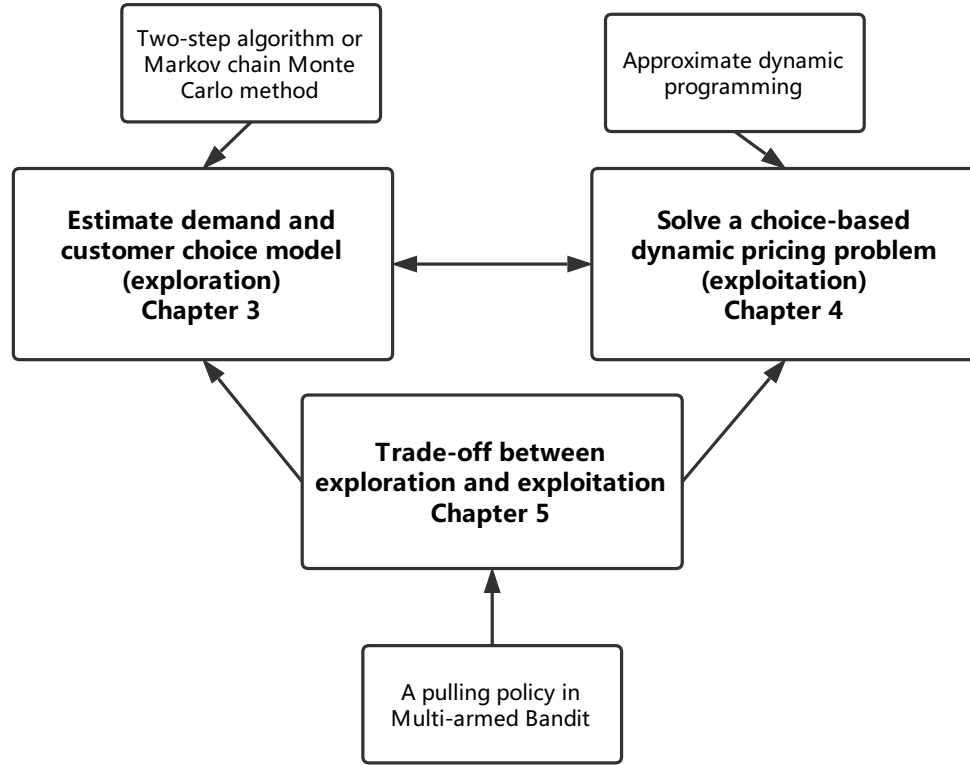 Two-step algorithm or
Markov chain Monte
Carlo method
Approximate dynamic
programming
Estimate demand and
customer choice model
(exploration)
Chapter 3
Solve a choice-based
dynamic pricing problem
(exploitation)
Chapter 4
Trade-off between
exploration and exploitation
Chapter 5
A pulling policy in
Multi-armed Bandit